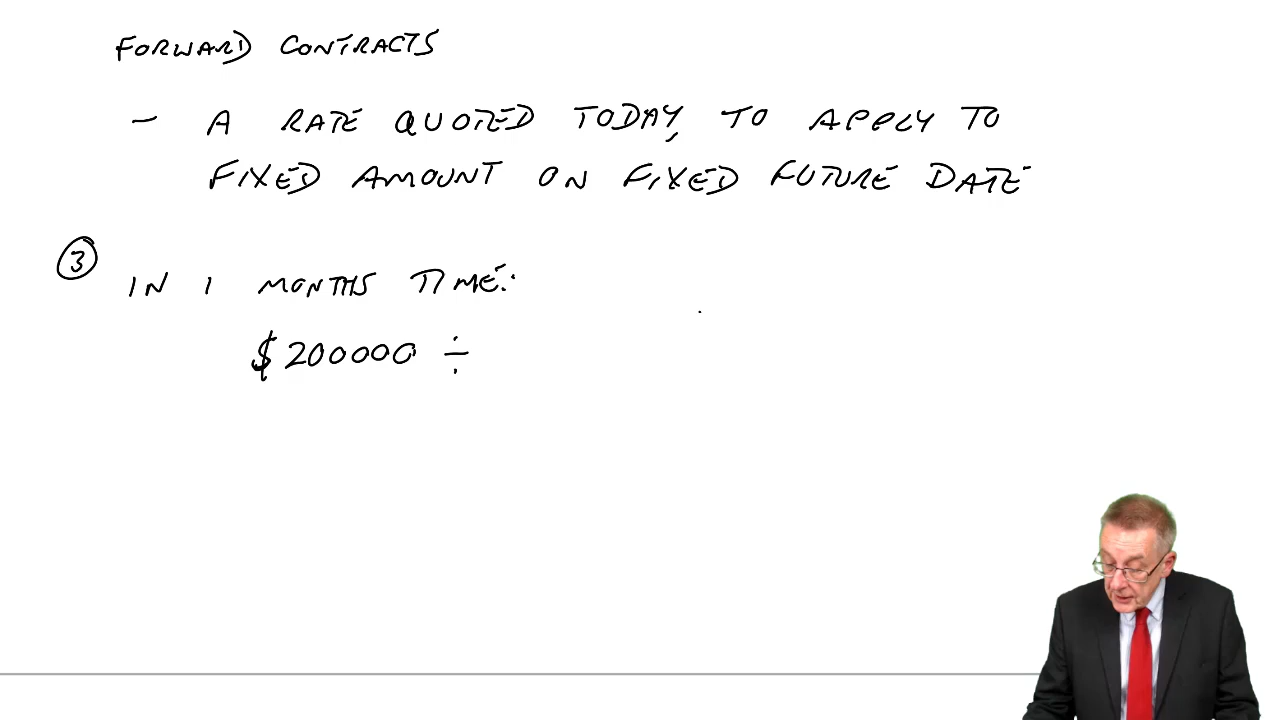 FORWARD CONTRACTS
- A RATE QUOTED TODAY, TO APPLY TO
FIXED AMOUNT ON FIXED FUTURE DATE
3
IN 1 MONTHS TIME:
$200000 ÷